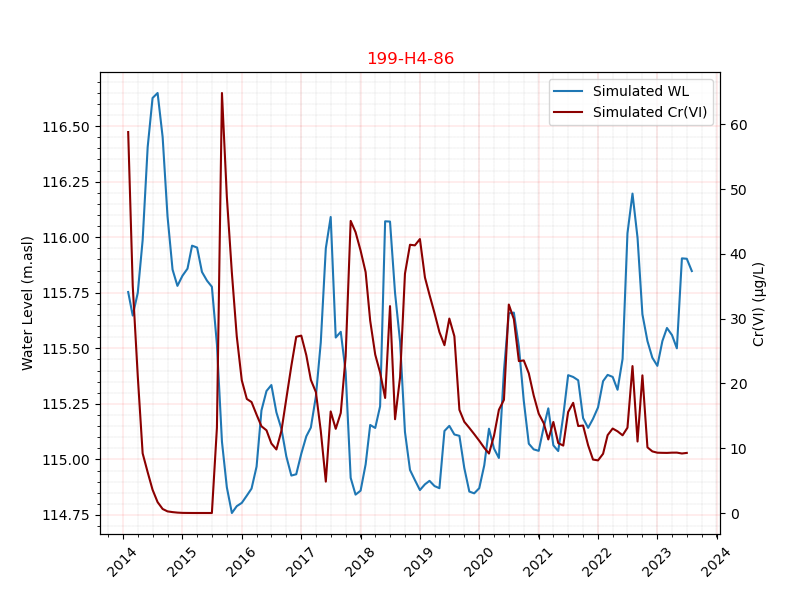 199-H4-86
Simulated WL
Simulated Cr(VI)
116.50
116.25
116.00
115.75
115.50
115.25
115.00
114.75
Water Level (m.asl)
60
50
40
30
20
10
0
Cr(VI) (μg/L)
2014 2015 2016 2017 2018 2019 2020 2021 2022 2023 2024